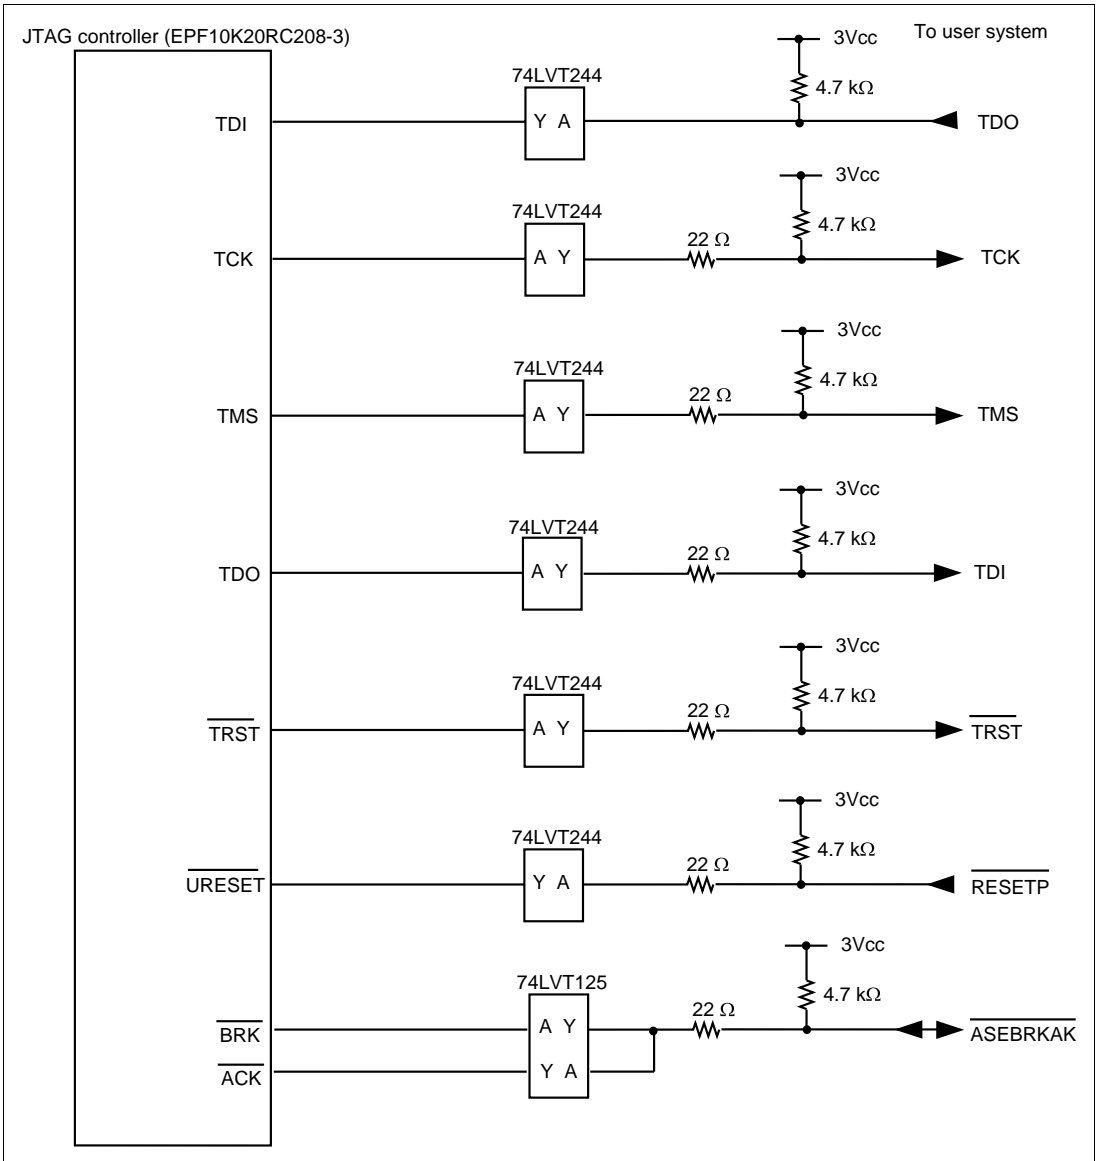 JTAG controller (EPF10K20RC208-3)
To user system
3Vcc
4.7 kΩ
74LVT244
TDI
Y A
TDO
3Vcc
4.7 kΩ
74LVT244
22 Ω
TCK
A Y
TCK
3Vcc
4.7 kΩ
74LVT244
22 Ω
TMS
A Y
TMS
3Vcc
4.7 kΩ
74LVT244
22 Ω
TDO
A Y
TDI
3Vcc
4.7 kΩ
74LVT244
22 Ω
TRST
A Y
TRST
3Vcc
4.7 kΩ
74LVT244
22 Ω
URESET
Y A
RESETP
3Vcc
4.7 kΩ
74LVT125
22 Ω
BRK
A Y
ASEBRKAK
ACK
Y A